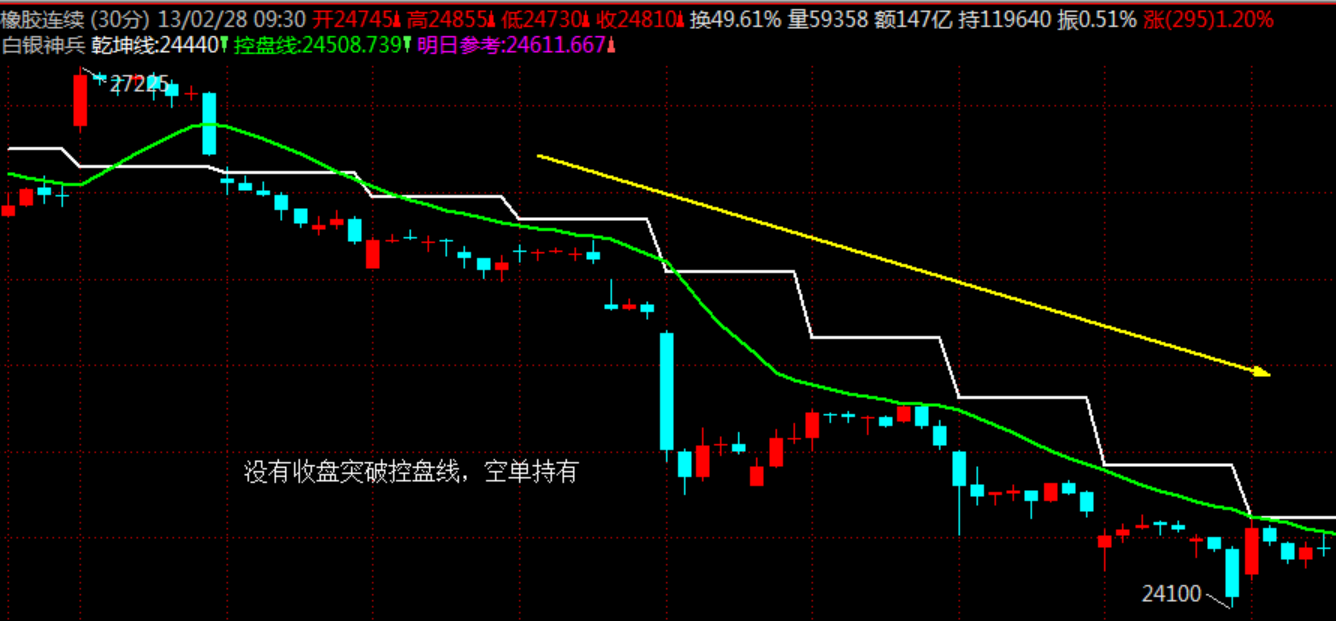 橡胶连续 (30分) 13/02/28 09:30 开24745 高24855 低24730 收24810 换49.61% 量59358 额147亿 持119640 振0.51% 涨(295)1.20%
白银神兵 乾坤线:24440 控盘线:24508.739 明日参考:24611.667
27225
没有收盘突破控盘线，空单持有
24100